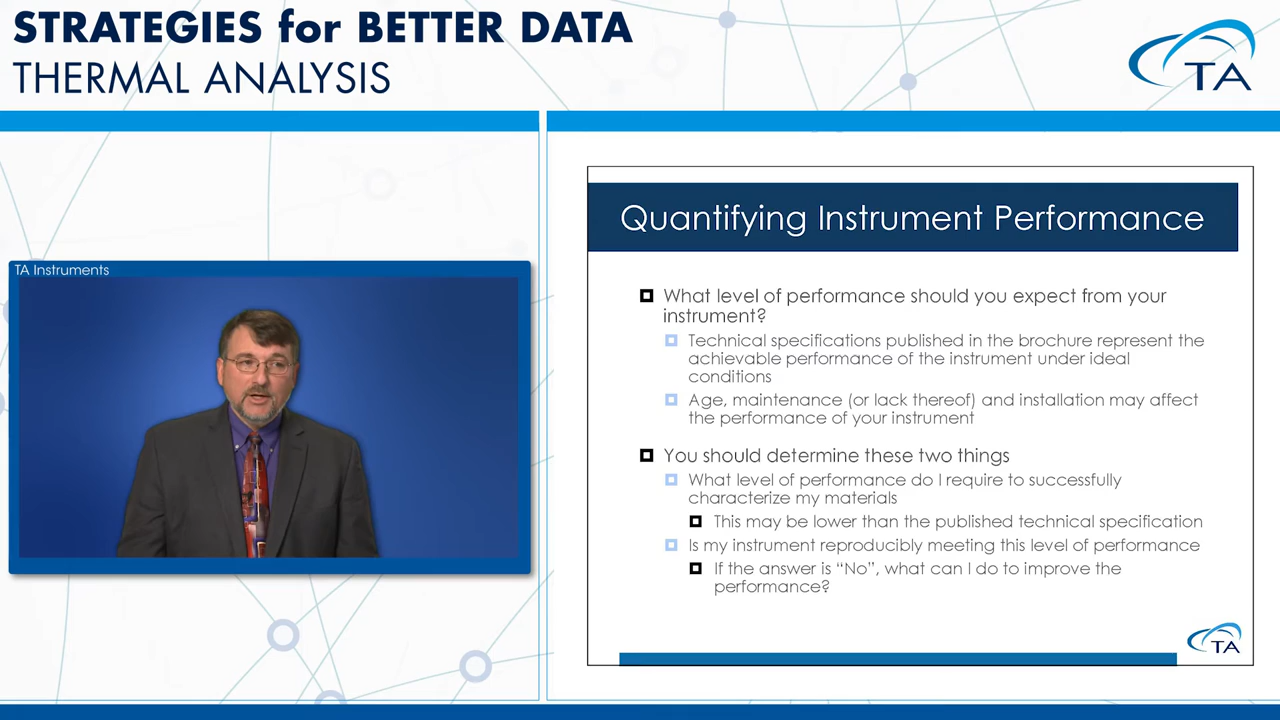 STRATEGIES for BETTER DATA
THERMAL ANALYSIS
TA
TA Instruments
Quantifying Instrument Performance
What level of performance should you expect from your
instrument?
Technical specifications published in the brochure represent the
achievable performance of the instrument under ideal
conditions
Age, maintenance (or lack thereof) and installation may affect
the performance of your instrument
You should determine these two things
What level of performance do I require to successfully
characterize my materials
This may be lower than the published technical specification
Is my instrument reproducibly meeting this level of performance
If the answer is “No”, what can I do to improve the
performance?
TA